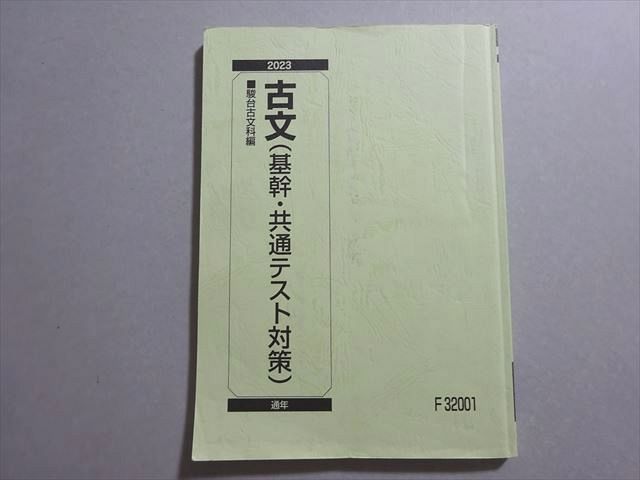 2023
古文(基幹・共通テスト対策)
■駿台古文科編
通年
F32001